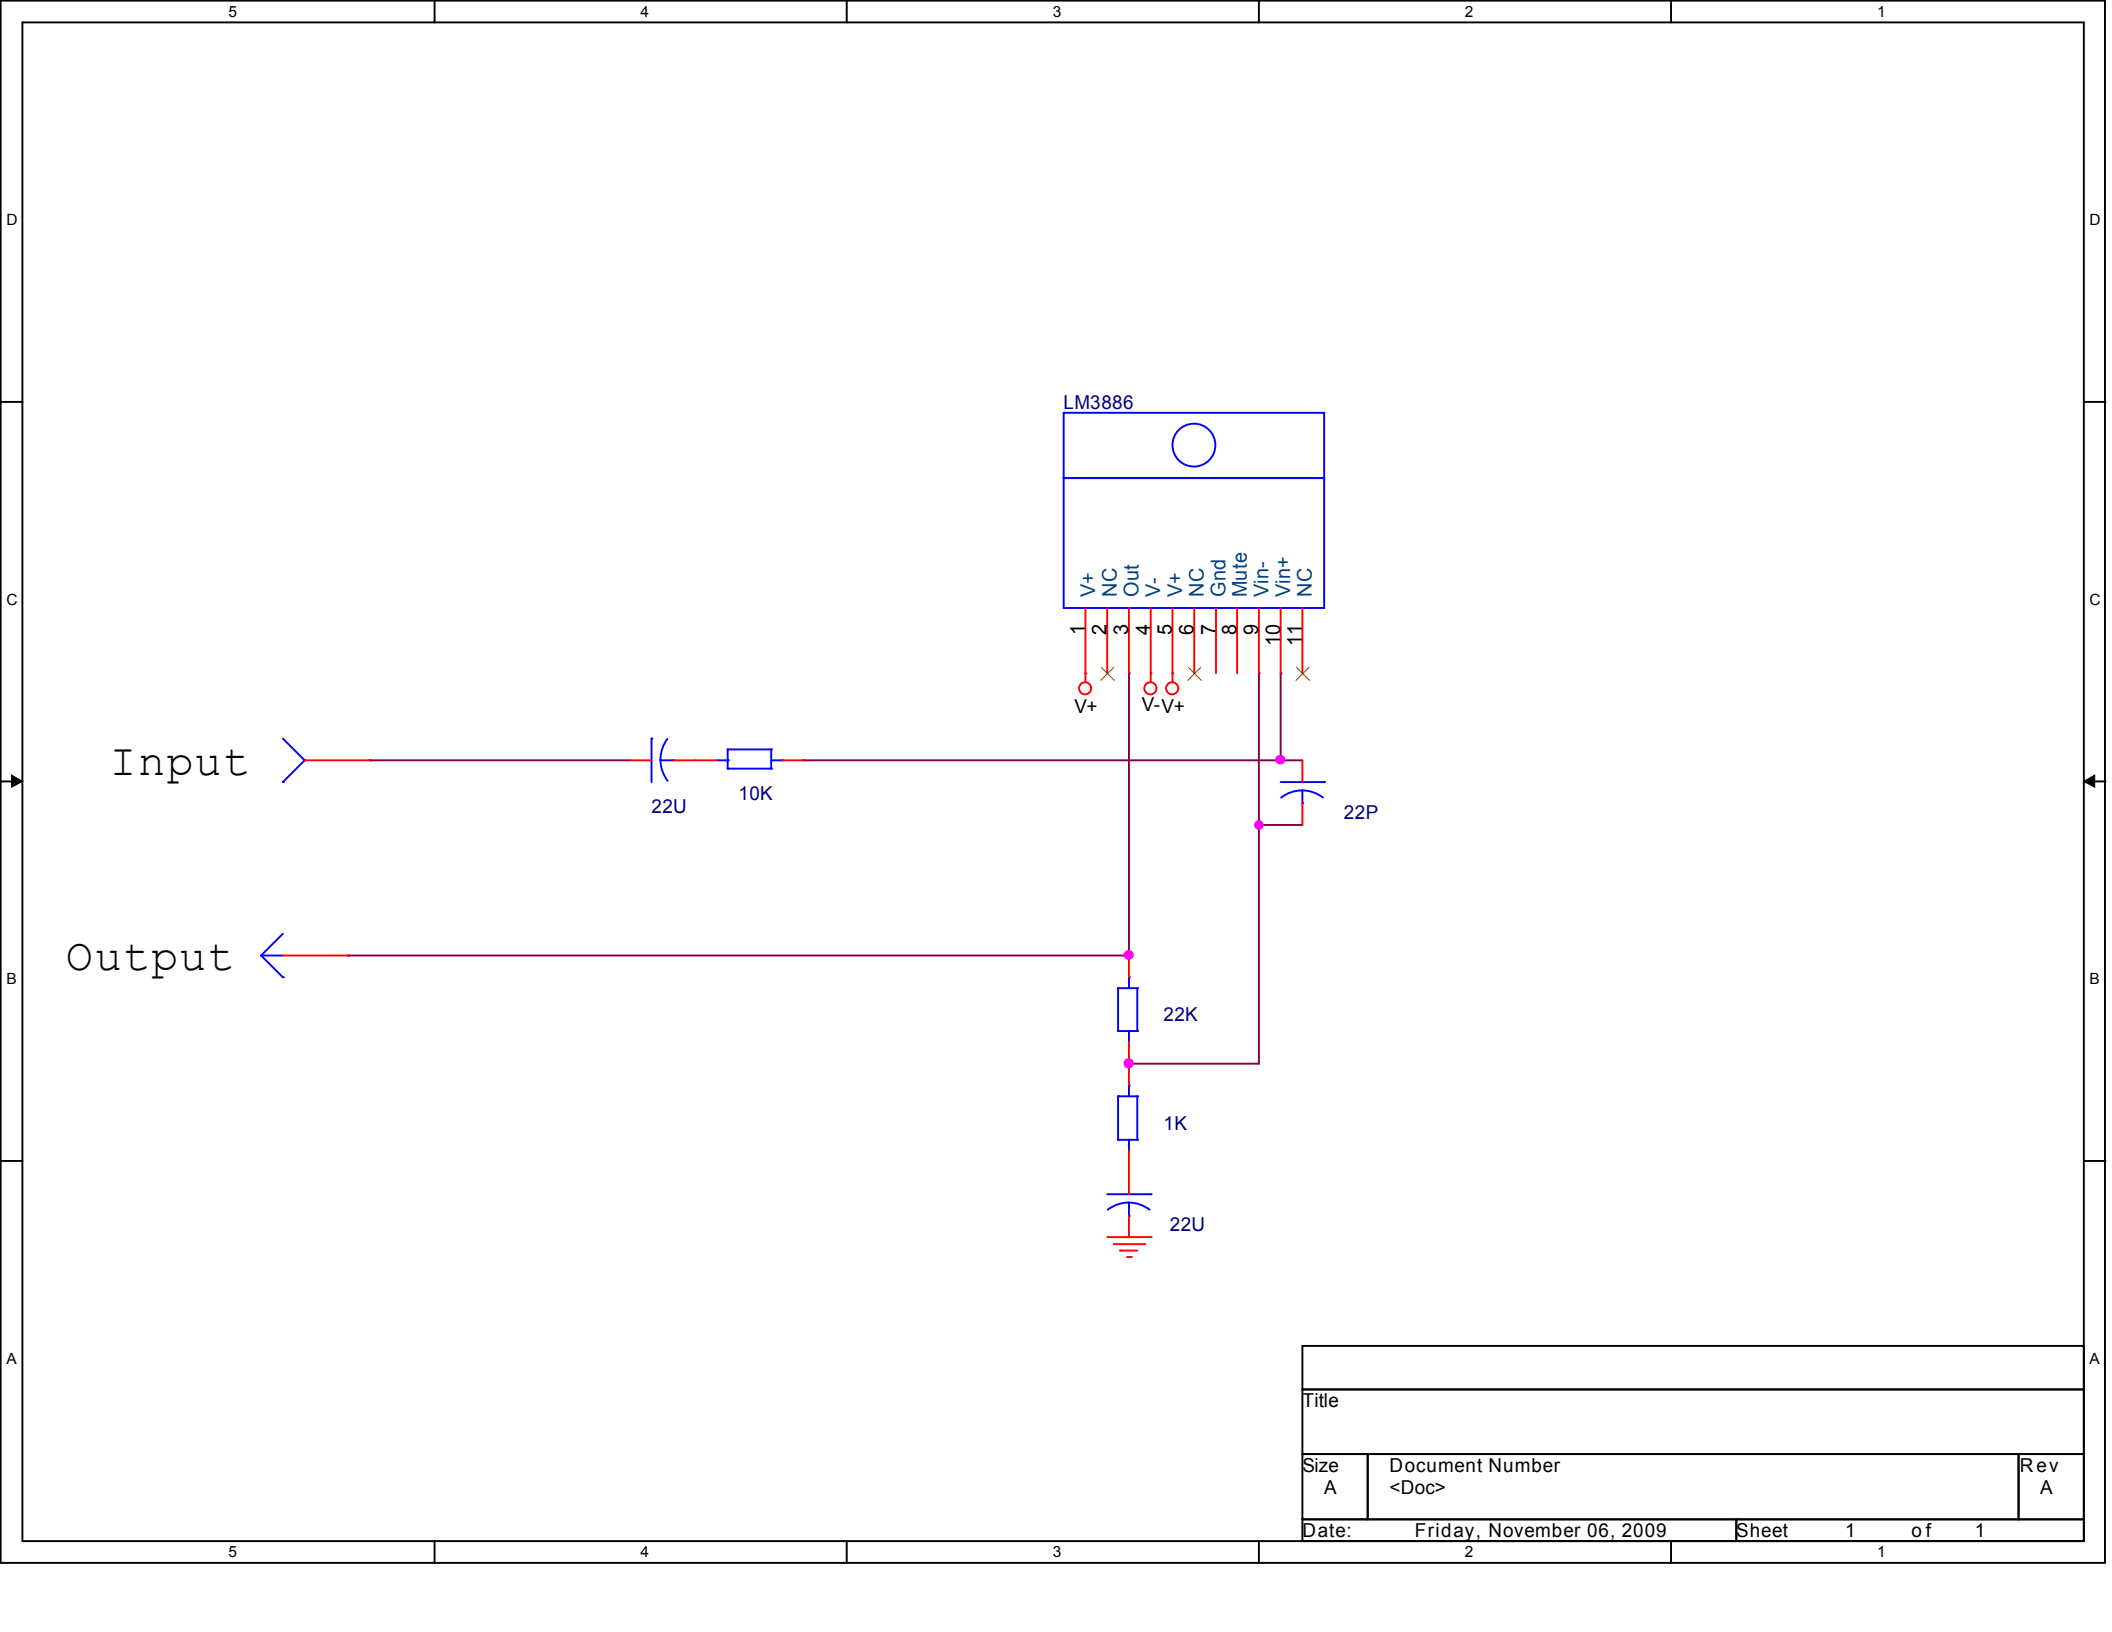 5 4 3 2 1
D D
LM3886
V+ NC Out V- V+ NC Gnd Mute Vin- Vin+ NC
C C
1 2 3 4 5 6 7 8 9 10 11
V+ V- V+
Input
22U 10K 22P
Output
B B
22K
1K
22U
A A
Title
Size Document Number Rev
A <Doc> A
Date: Friday, November 06, 2009 Sheet 1 of 1
5 4 3 2 1